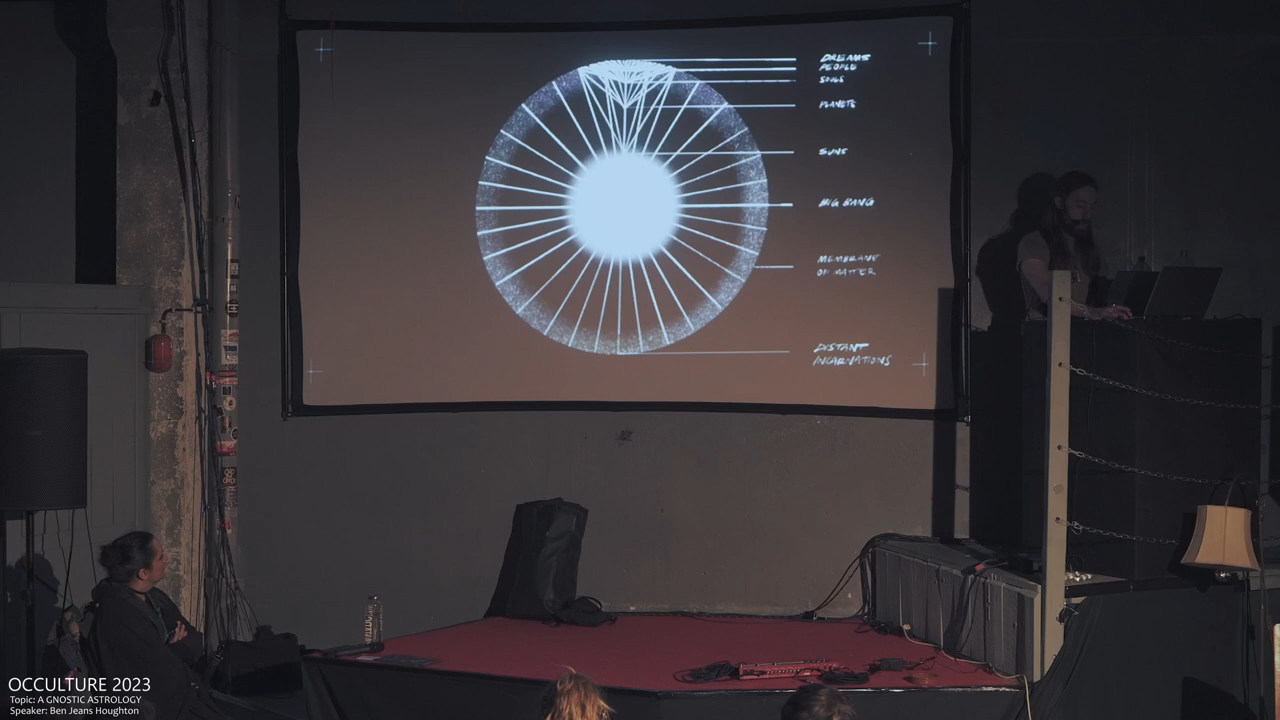 DREAMS
PEOPLE
SOULS
PLANETS
SUNS
BIG BANG
MEMBRANE
OF MATTER
DISTANT
INCARNATIONS
OCCULTURE 2023
Topic: A GNOSTIC ASTROLOGY
Speaker: Ben Jeans Houghton